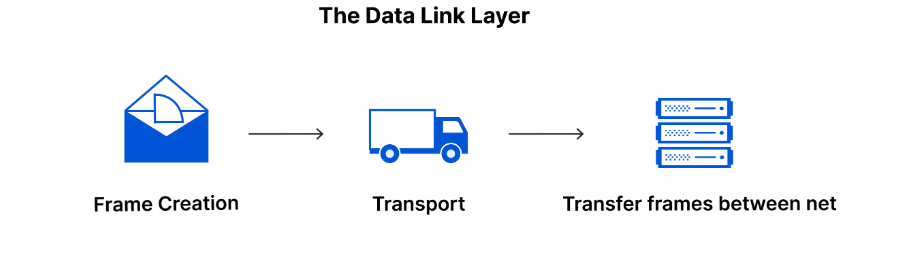 The Data Link Layer
Frame Creation
Transport
Transfer frames between net